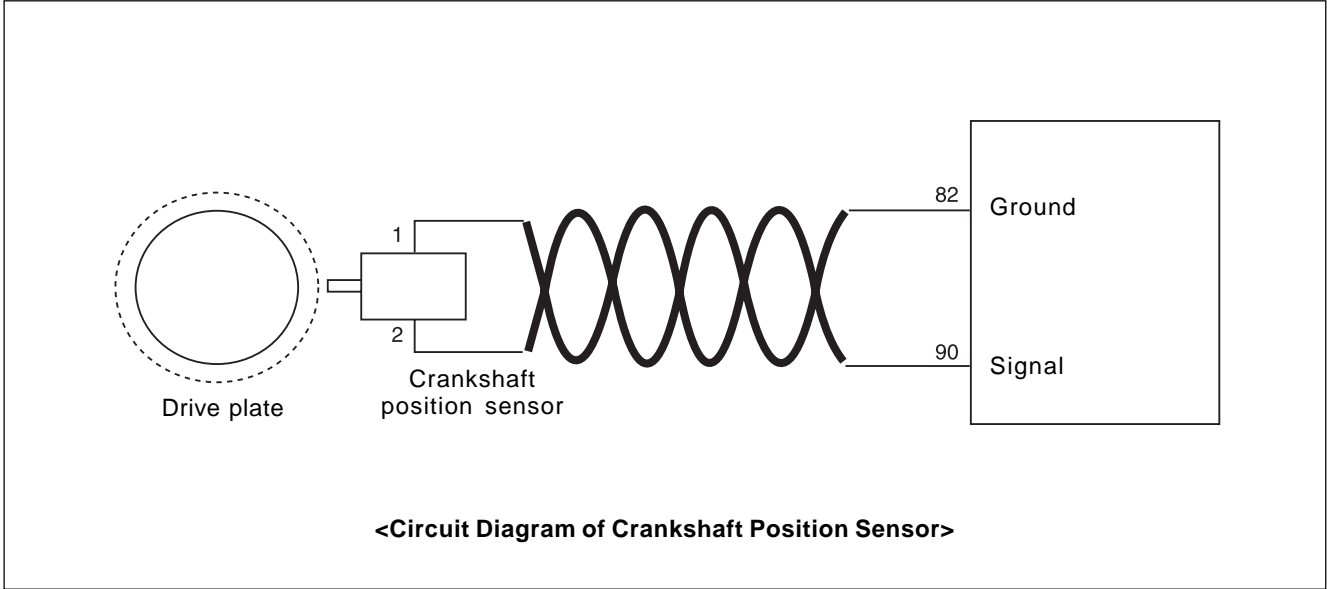 82
Ground
1
2
90
Signal
Crankshaft
position sensor
Drive plate
<Circuit Diagram of Crankshaft Position Sensor>